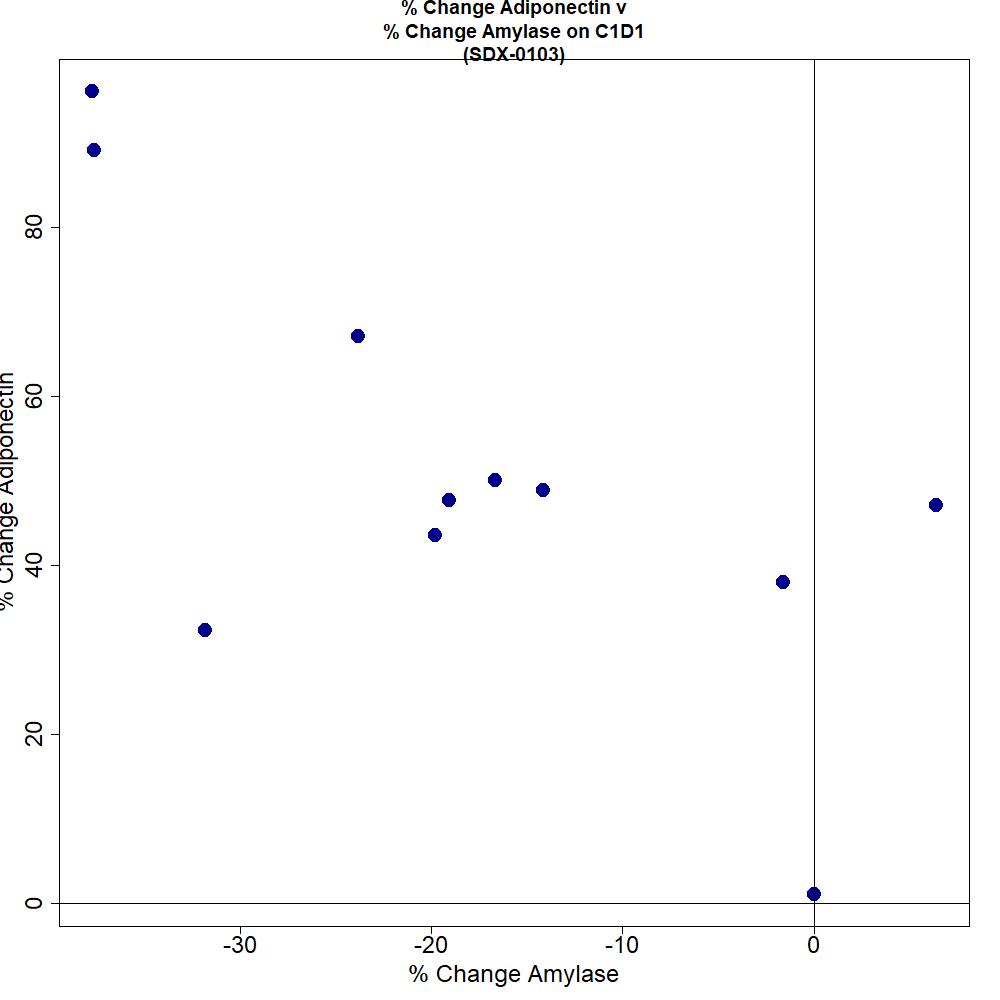 % Change Adiponectin v
% Change Amylase on C1D1
(SDX-0103)
80
60
40
20
0
% Change Adiponectin
-30
-20
-10
0
% Change Amylase